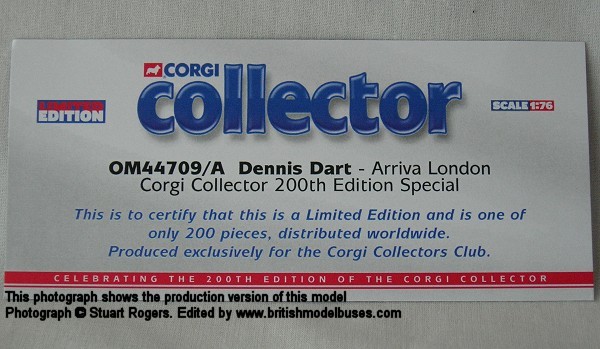 CORGI
collector
LIMITED
EDITION
SCALE 1:76
OM44709/A Dennis Dart - Arriva London
Corgi Collector 200th Edition Special
This is to certify that this is a Limited Edition and is one of
only 200 pieces, distributed worldwide.
Produced exclusively for the Corgi Collectors Club.
CELEBRATING THE 200TH EDITION OF THE CORGI COLLECTOR
This photograph shows the production version of this model
Photograph © Stuart Rogers. Edited by www.britishmodelbuses.com